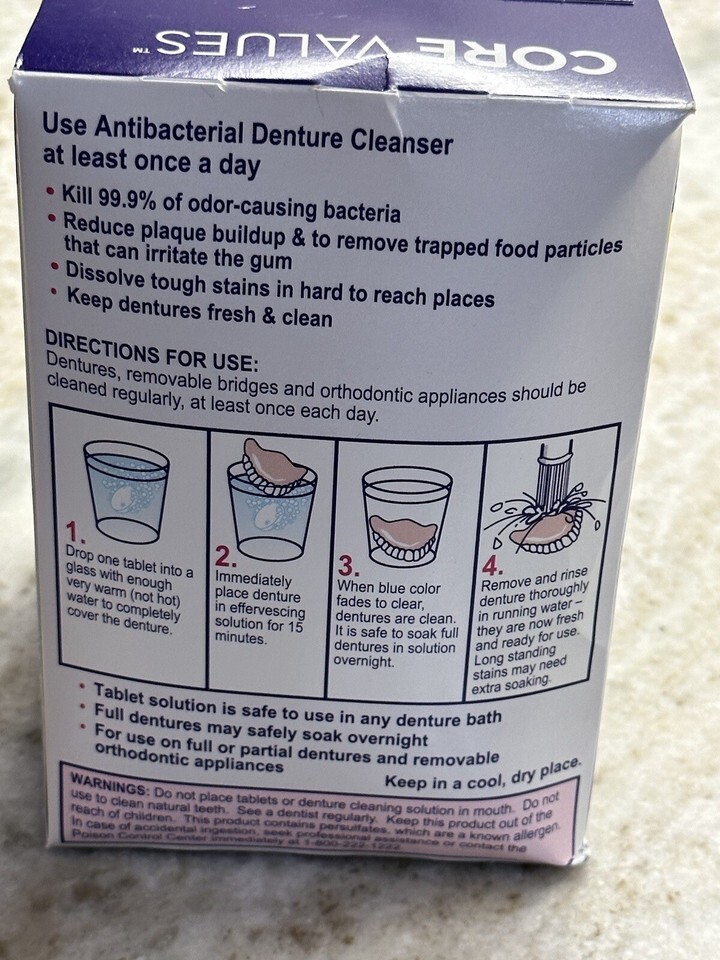 CORE VALUES™
Use Antibacterial Denture Cleanser
at least once a day
• Kill 99.9% of odor-causing bacteria
• Reduce plaque buildup & to remove trapped food particles
that can irritate the gum
• Dissolve tough stains in hard to reach places
• Keep dentures fresh & clean
DIRECTIONS FOR USE:
Dentures, removable bridges and orthodontic appliances should be
cleaned regularly, at least once each day.
1.
Drop one tablet into a
glass with enough
very warm (not hot)
water to completely
cover the denture.
2.
Immediately
place denture
in effervescing
solution for 15
minutes.
3.
When blue color
fades to clear,
dentures are clean.
It is safe to soak full
dentures in solution
overnight.
4.
Remove and rinse
denture thoroughly
in running water –
they are now fresh
and ready for use.
Long standing
stains may need
extra soaking.
• Tablet solution is safe to use in any denture bath
• Full dentures may safely soak overnight
• For use on full or partial dentures and removable
orthodontic appliances
Keep in a cool, dry place.
WARNINGS: Do not place tablets or denture cleaning solution in mouth. Do not
use to clean natural teeth. See a dentist regularly. Keep this product out of the
reach of children. This product contains persulfates, which are a known allergen.
In case of accidental ingestion, seek professional assistance or contact the
Poison Control Center immediately at 1-800-222-1222.